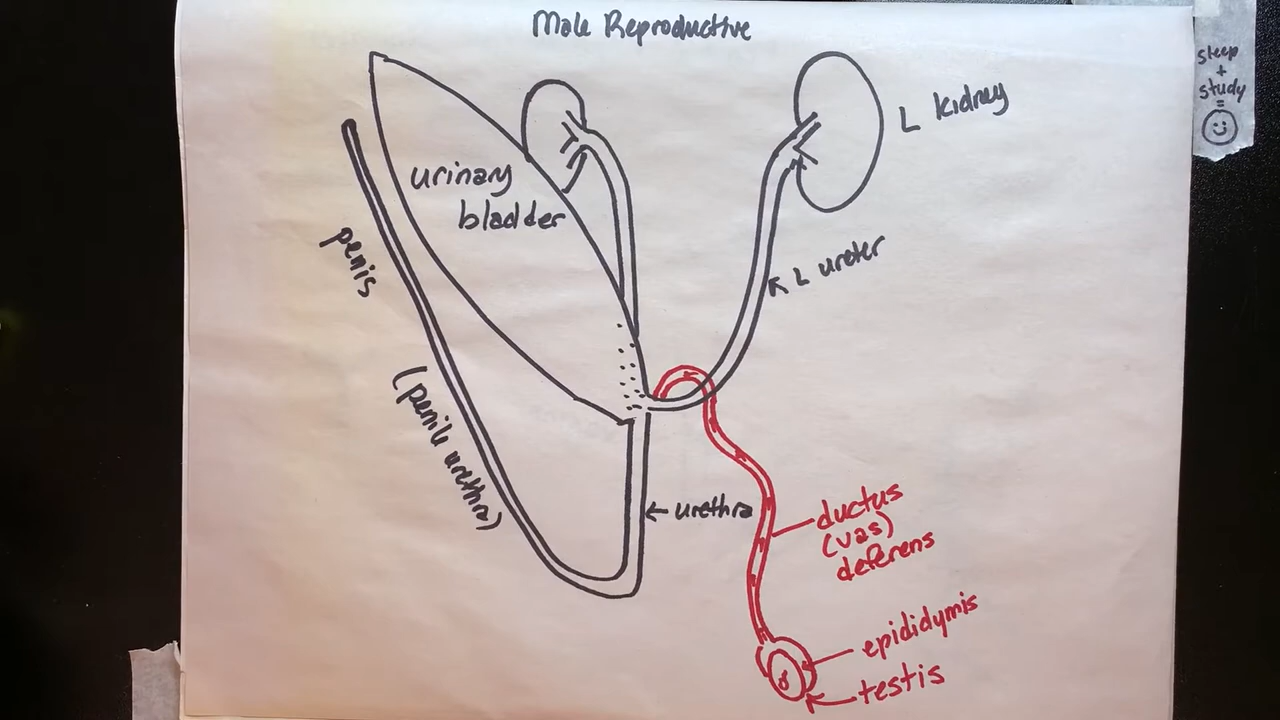 Male Reproductive
sleep
+
study
=
L kidney
urinary
bladder
penis
L ureter
(penile urethra)
urethra
ductus
(vas)
deferens
epididymis
testis